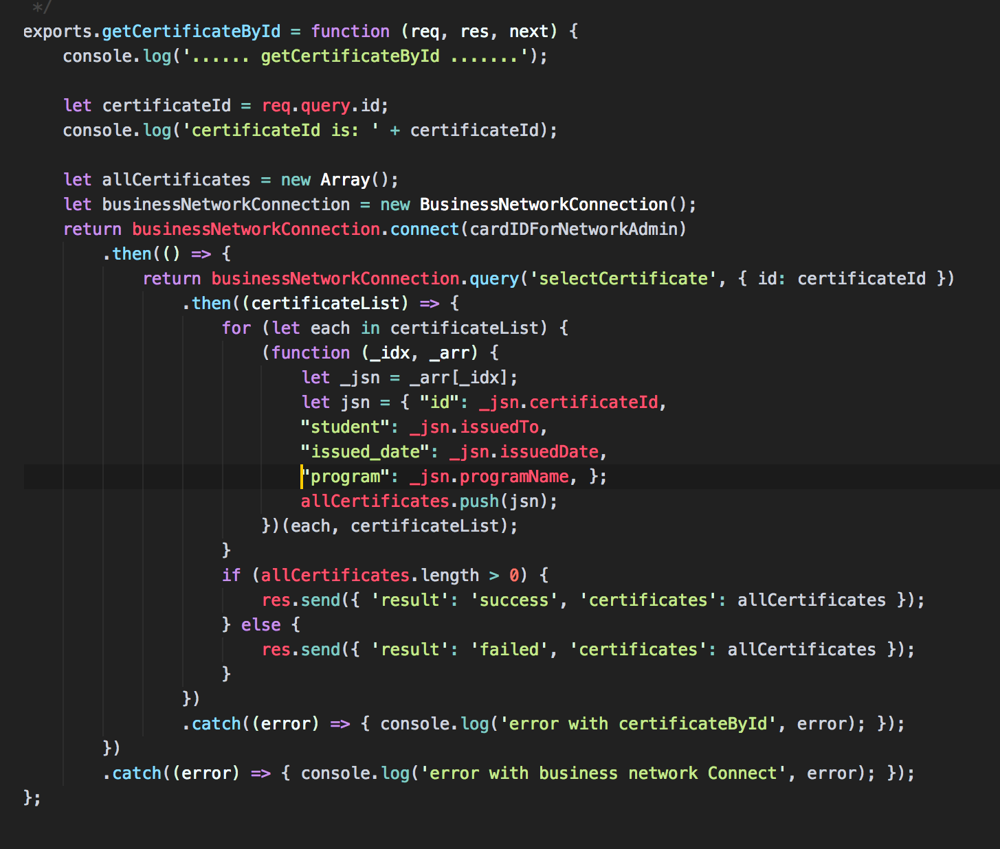 */
exports.getCertificateById = function (req, res, next) {
console.log('...... getCertificateById .......');
let certificateId = req.query.id;
console.log('certificateId is: ' + certificateId);
let allCertificates = new Array();
let businessNetworkConnection = new BusinessNetworkConnection();
return businessNetworkConnection.connect(cardIDForNetworkAdmin)
.then(() => {
return businessNetworkConnection.query('selectCertificate', { id: certificateId })
.then((certificateList) => {
for (let each in certificateList) {
(function (_idx, _arr) {
let _jsn = _arr[_idx];
let jsn = { "id": _jsn.certificateId,
"student": _jsn.issuedTo,
"issued_date": _jsn.issuedDate,
"program": _jsn.programName, };
allCertificates.push(jsn);
})(each, certificateList);
}
if (allCertificates.length > 0) {
res.send({ 'result': 'success', 'certificates': allCertificates });
} else {
res.send({ 'result': 'failed', 'certificates': allCertificates });
}
})
.catch((error) => { console.log('error with certificateById', error); });
})
.catch((error) => { console.log('error with business network Connect', error); });
};